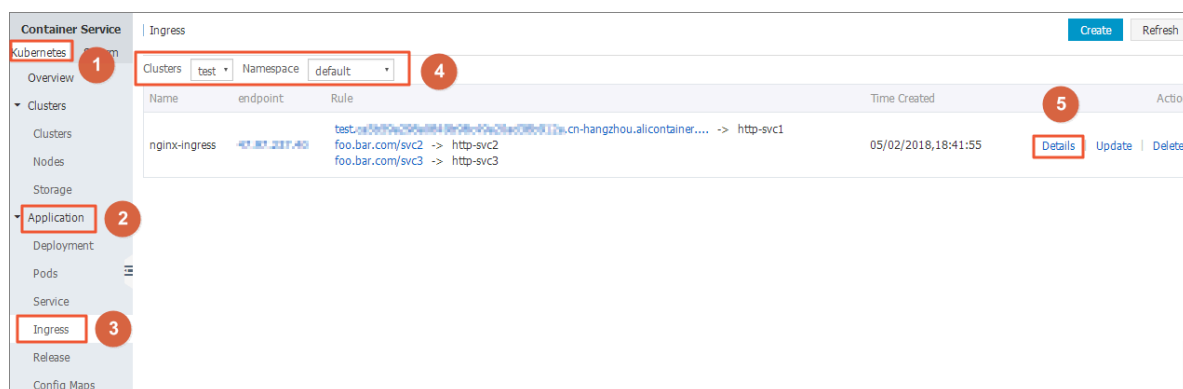 Container Service
Ingress
Create
Refresh
Kubernetes
1
Overview
Clusters
test
Namespace
default
4
Clusters
Name
endpoint
Rule
Time Created
5
Actio
Clusters
Nodes
nginx-ingress
test.
.cn-hangzhou.alicontainer.... -> http-svc1
foo.bar.com/svc2 -> http-svc2
foo.bar.com/svc3 -> http-svc3
05/02/2018,18:41:55
Details
Update
Delete
Storage
Application
2
Deployment
Pods
Service
Ingress
3
Release
Config Maps